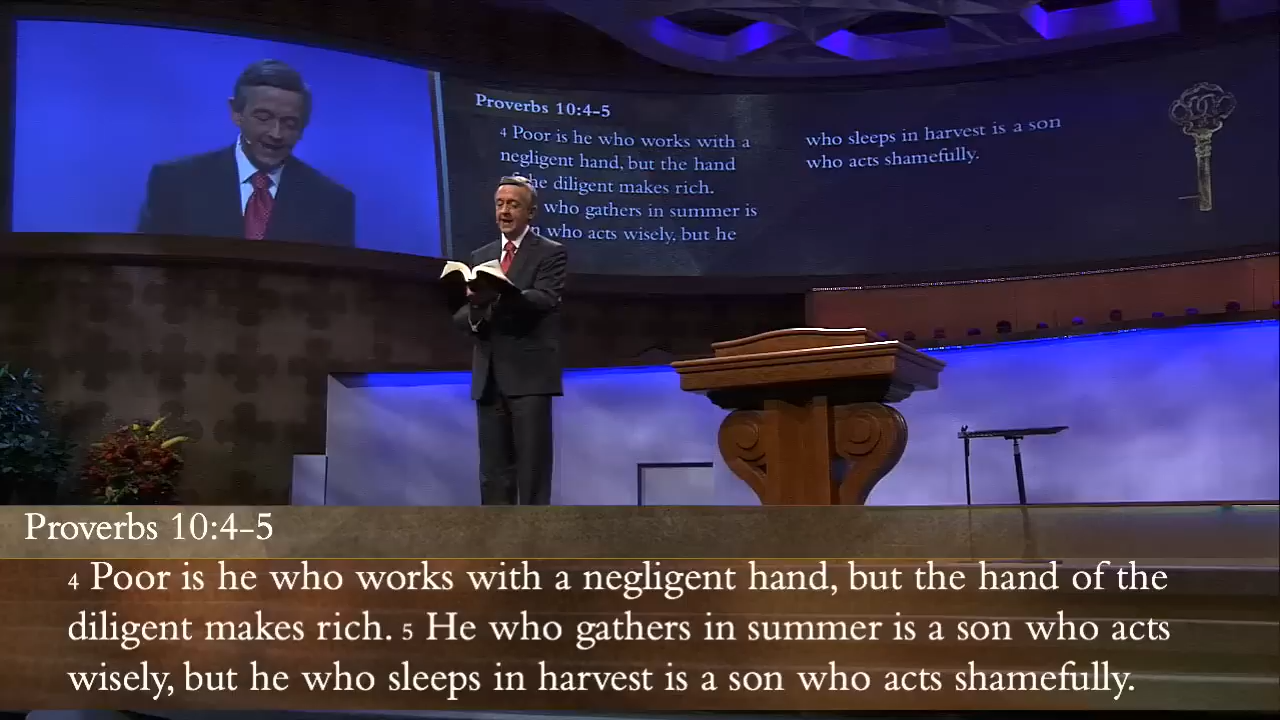 Proverbs 10:4-5
4 Poor is he who works with a
negligent hand, but the hand
he diligent makes rich.
who gathers in summer is
n who acts wisely, but he
who sleeps in harvest is a son
who acts shamefully.
Proverbs 10:4-5
4 Poor is he who works with a negligent hand, but the hand of the
diligent makes rich. 5 He who gathers in summer is a son who acts
wisely, but he who sleeps in harvest is a son who acts shamefully.